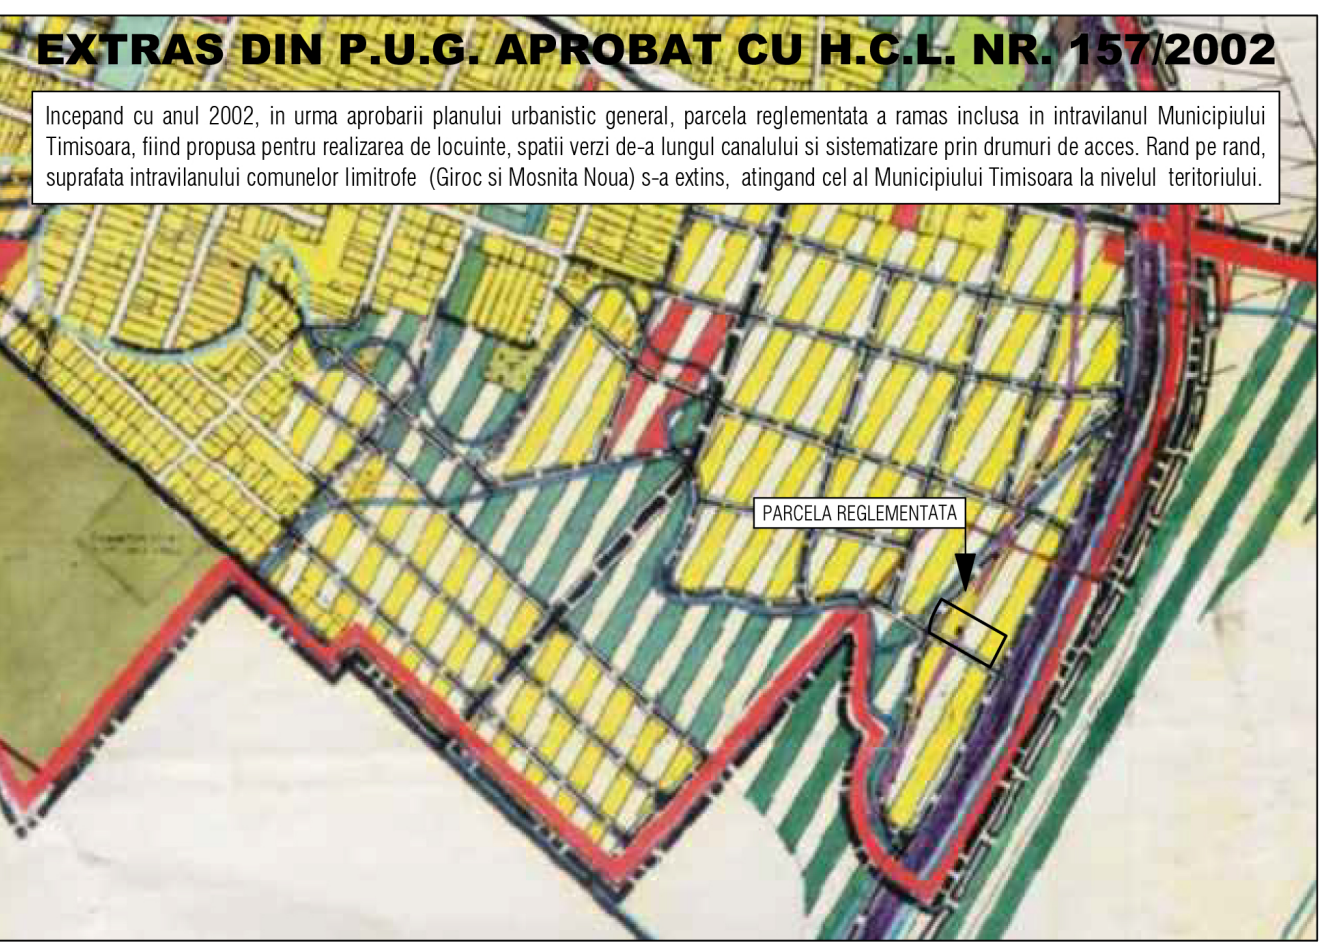 EXTRAS DIN P.U.G. APROBAT CU H.C.L. NR. 157/2002
Incepand cu anul 2002, in urma aprobarii planului urbanistic general, parcela reglementata a ramas inclusa in intravilanul Municipiului
Timisoara, fiind propusa pentru realizarea de locuinte, spatii verzi de-a lungul canalului si sistematizare prin drumuri de acces. Rand pe rand,
suprafata intravilanului comunelor limitrofe (Giroc si Mosnita Noua) s-a extins, atingand cel al Municipiului Timisoara la nivelul teritoriului.
PARCELA REGLEMENTATA